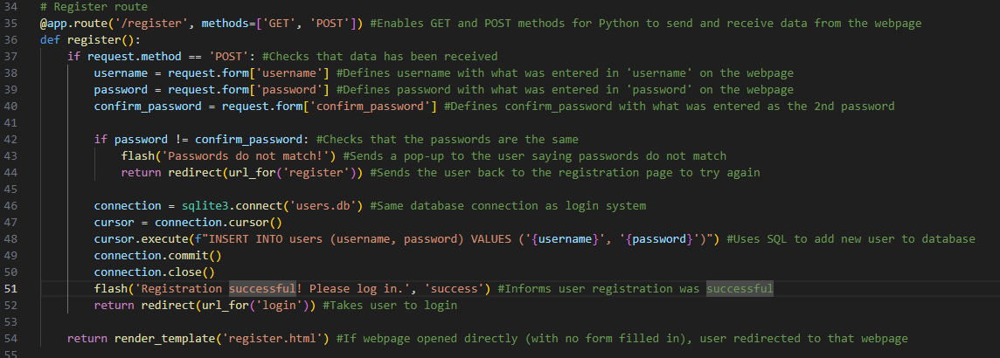 34 # Register route
35 @app.route('/register', methods=['GET', 'POST']) #Enables GET and POST methods for Python to send and receive data from the webpage
36 def register():
37     if request.method == 'POST': #Checks that data has been received
38         username = request.form['username'] #Defines username with what was entered in 'username' on the webpage
39         password = request.form['password'] #Defines password with what was entered in 'password' on the webpage
40         confirm_password = request.form['confirm_password'] #Defines confirm_password with what was entered as the 2nd password
41
42         if password != confirm_password: #Checks that the passwords are the same
43             flash('Passwords do not match!') #Sends a pop-up to the user saying passwords do not match
44             return redirect(url_for('register')) #Sends the user back to the registration page to try again
45
46         connection = sqlite3.connect('users.db') #Same database connection as login system
47         cursor = connection.cursor()
48         cursor.execute(f"INSERT INTO users (username, password) VALUES ('{username}', '{password}')") #Uses SQL to add new user to database
49         connection.commit()
50         connection.close()
51         flash('Registration successful! Please log in.', 'success') #Informs user registration was successful
52         return redirect(url_for('login')) #Takes user to login
53
54     return render_template('register.html') #If webpage opened directly (with no form filled in), user redirected to that webpage
55